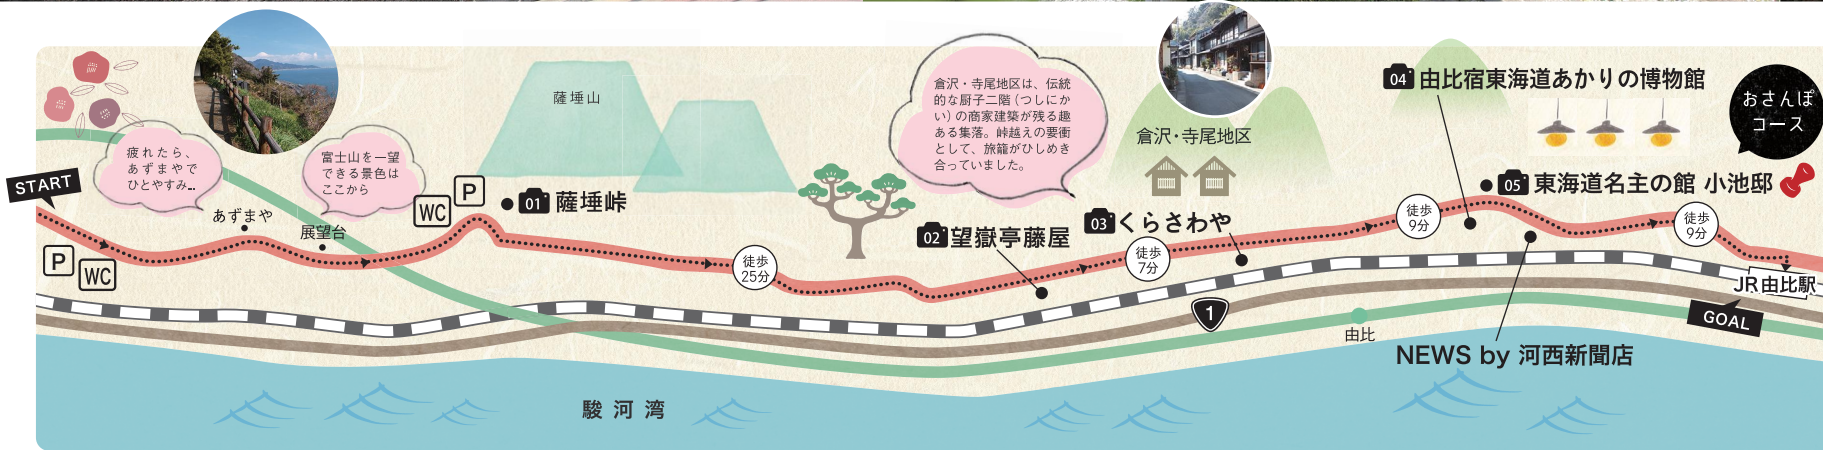 START
P
WC
疲れたら、
あずまやで
ひとやすみ...
あずまや
富士山を一望
できる景色は
ここから
展望台
WC
P
01 薩埵峠
薩埵山
徒歩
25分
倉沢・寺尾地区は、伝統
的な厨子二階（つしにか
い）の商家建築が残る趣
ある集落。峠越えの要衝
として、旅籠がひしめき
合っていました。
02 望嶽亭藤屋
03 くらさわや
徒歩
7分
倉沢・寺尾地区
1
由比
04 由比宿東海道あかりの博物館
徒歩
9分
05 東海道名主の館 小池邸
NEWS by 河西新聞店
徒歩
9分
おさんぽ
コース
JR由比駅
GOAL
駿河湾